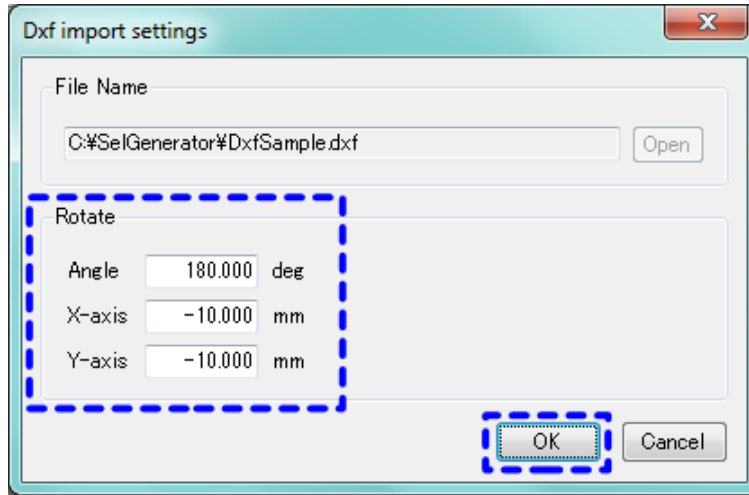 Dxf import settings
File Name
C:¥SelGenerator¥DxfSample.dxf Open
Rotate
Angle 180.000 deg
X-axis -10.000 mm
Y-axis -10.000 mm
OK Cancel